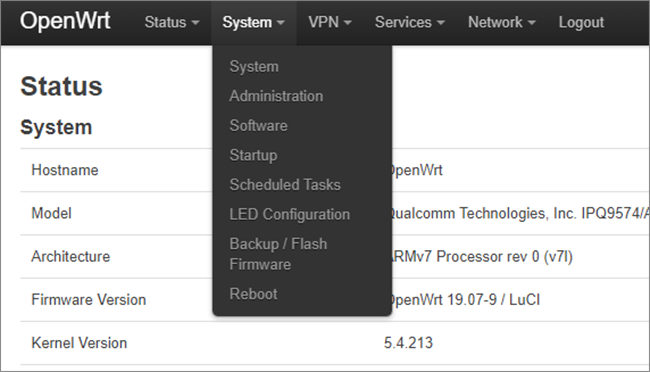 OpenWrt Status System VPN Services Network Logout
System
Administration
Software
Startup
Scheduled Tasks
LED Configuration
Backup / Flash
Firmware
Reboot
Status
System
Hostname OpenWrt
Model Qualcomm Technologies, Inc. IPQ9574/A
Architecture ARMv7 Processor rev 0 (v7l)
Firmware Version OpenWrt 19.07-9 / LuCI
Kernel Version 5.4.213